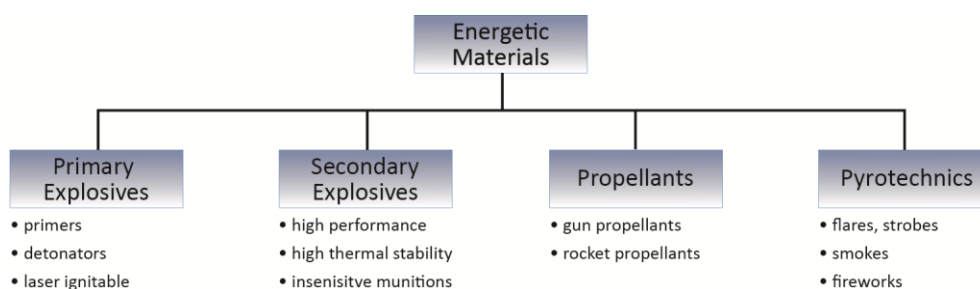 Energetic
Materials
Primary
Explosives
• primers
• detonators
• laser ignitable
Secondary
Explosives
• high performance
• high thermal stability
• insenisitve munitions
Propellants
• gun propellants
• rocket propellants
Pyrotechnics
• flares, strobes
• smokes
• fireworks